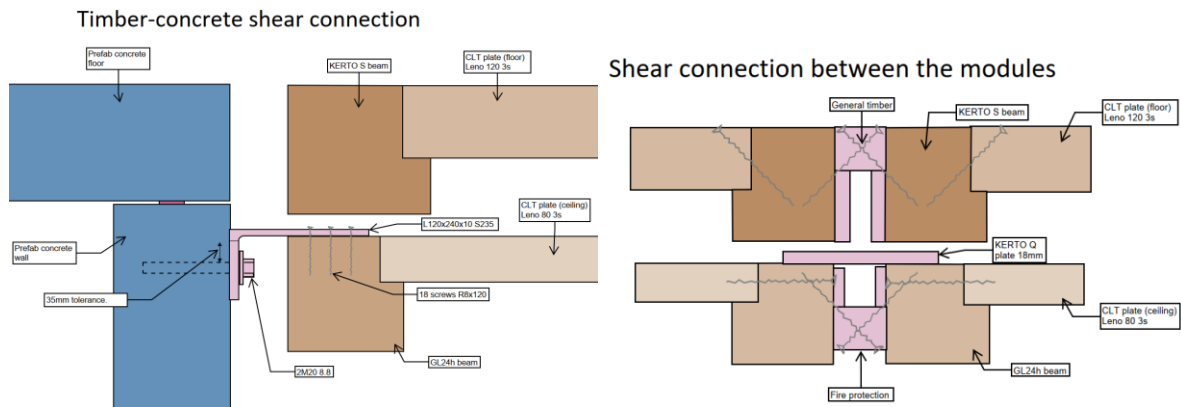 Timber-concrete shear connection
Prefab concrete
floor
KERTO S beam
CLT plate (floor)
Leno 120 3s
CLT plate (ceiling)
Leno 80 3s
L120x240x10 S235
Prefab concrete
wall
35mm tolerance.
18 screws R8x120
GL24h beam
2M20 8.8
Shear connection between the modules
General timber
KERTO S beam
CLT plate (floor)
Leno 120 3s
KERTO Q
plate 18mm
CLT plate (ceiling)
Leno 80 3s
GL24h beam
Fire protection